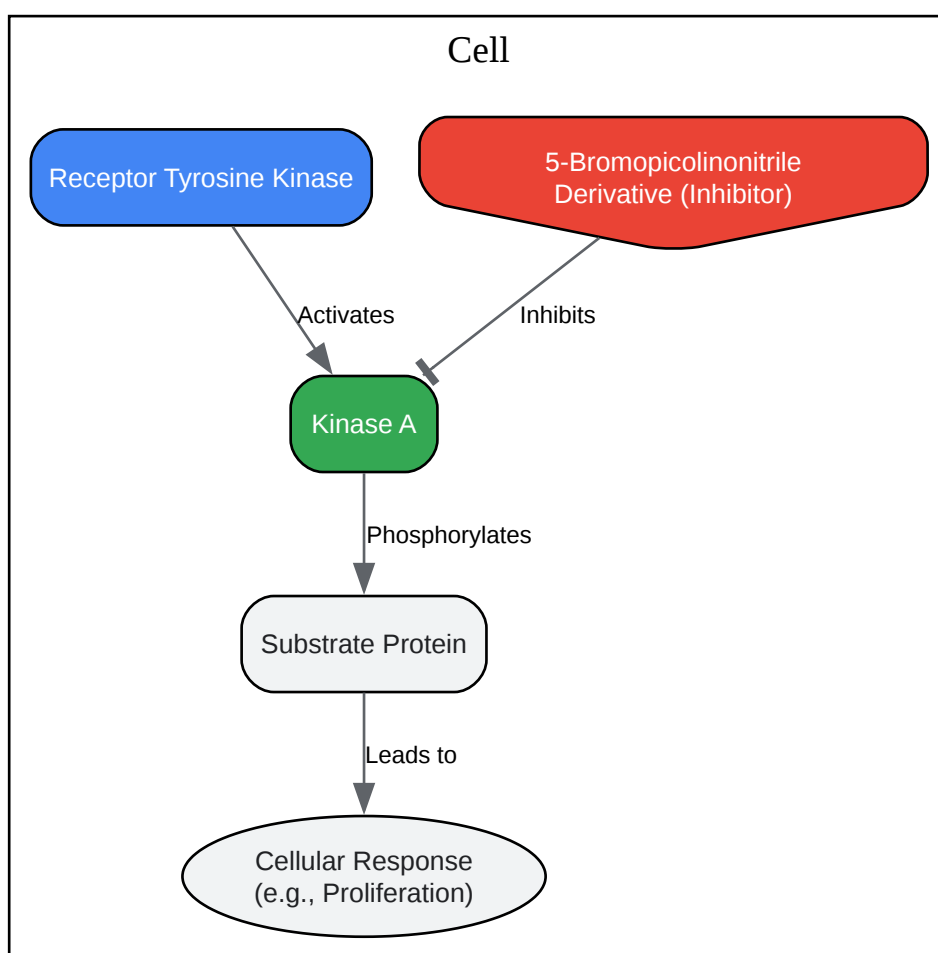 Cell
Receptor Tyrosine Kinase
5-Bromopicolinonitrile
Derivative (Inhibitor)
Activates
Inhibits
Kinase A
Phosphorylates
Substrate Protein
Leads to
Cellular Response
(e.g., Proliferation)